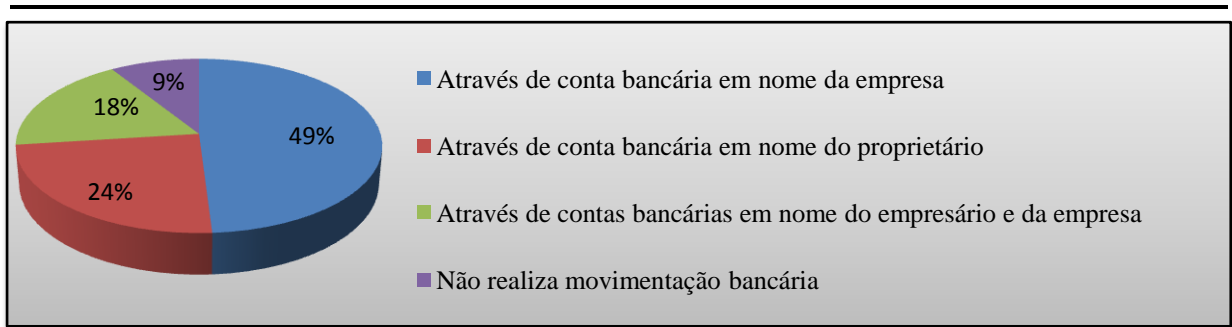 9%
18%
49%
24%
Através de conta bancária em nome da empresa
Através de conta bancária em nome do proprietário
Através de contas bancárias em nome do empresário e da empresa
Não realiza movimentação bancária